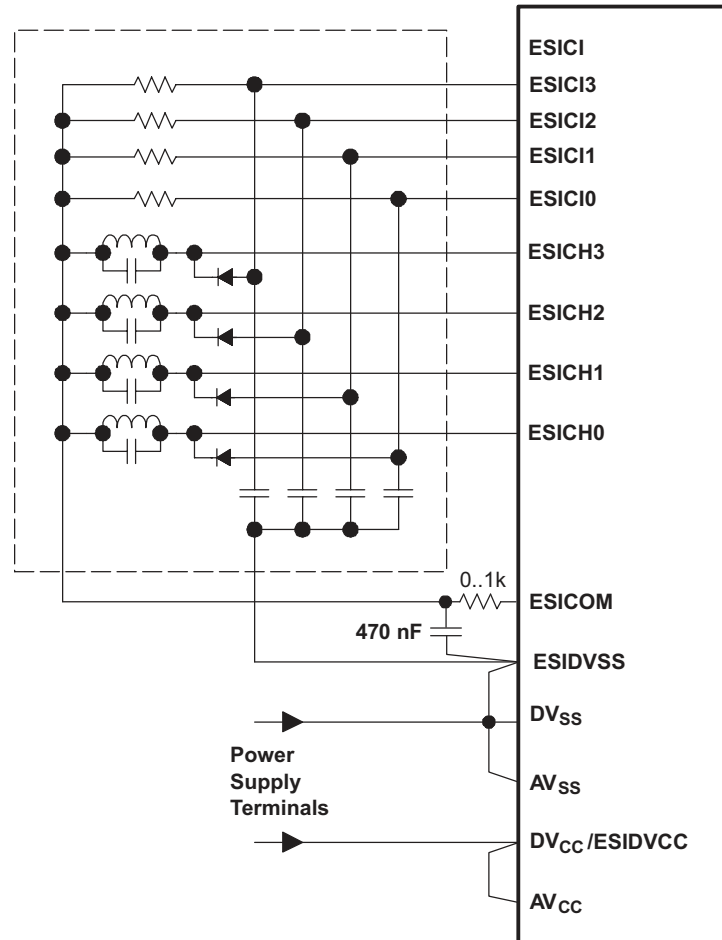 ESICI
ESICI3
ESICI2
ESICI1
ESICI0
ESICH3
ESICH2
ESICH1
ESICH0
0..1k
ESICOM
470 nF
ESIDVSS
DVSS
Power
Supply
Terminals
AVSS
DVCC/ESIDVCC
AVCC